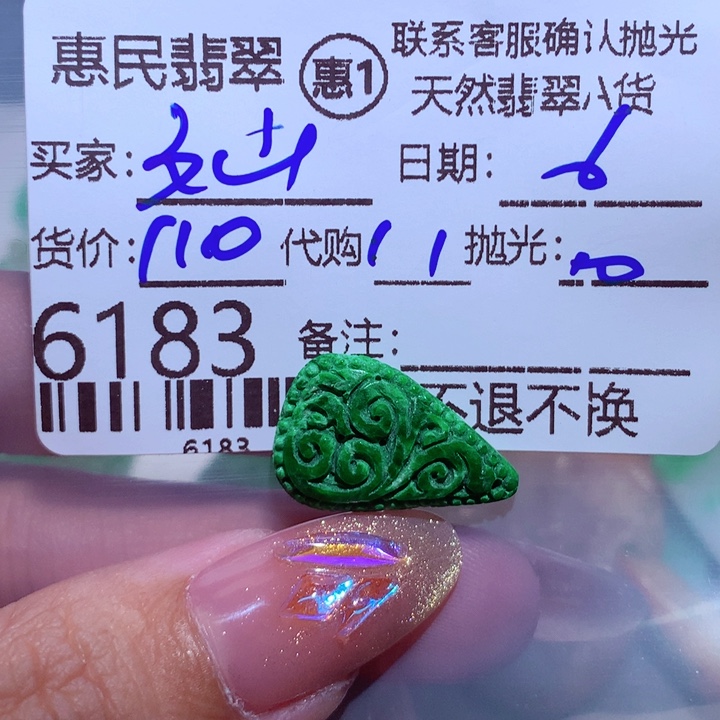 惠民翡翠 惠1 联系客服确认抛光
天然翡翠A货
买家: 日期: 6
货价: 110 代购 11 抛光:
6183 备注:
不退不换
6183